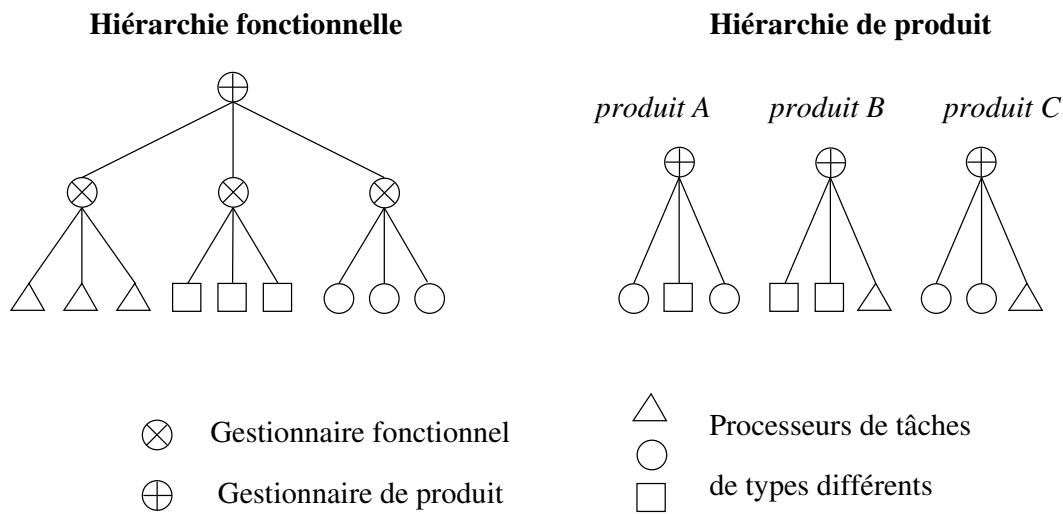 Hiérarchie fonctionnelle
Hiérarchie de produit
produit A
produit B
produit C
Gestionnaire fonctionnel
Gestionnaire de produit
Processeurs de tâches
de types différents